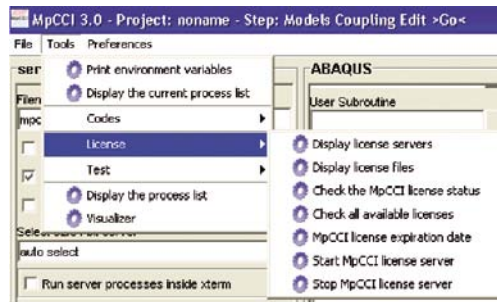 MpCCI 3.0 - Project: noname - Step: Models Coupling Edit >Go<
File Tools Preferences
ser
Print environment variables
Display the current process list
Codes
License
Test
Display the process list
Visualizer
ABAQUS
User Subroutine
Display license servers
Display license files
Check the MpCCI license status
Check all available licenses
MpCCI license expiration date
Start MpCCI license server
Stop MpCCI license server
auto select
Run server processes inside xterm